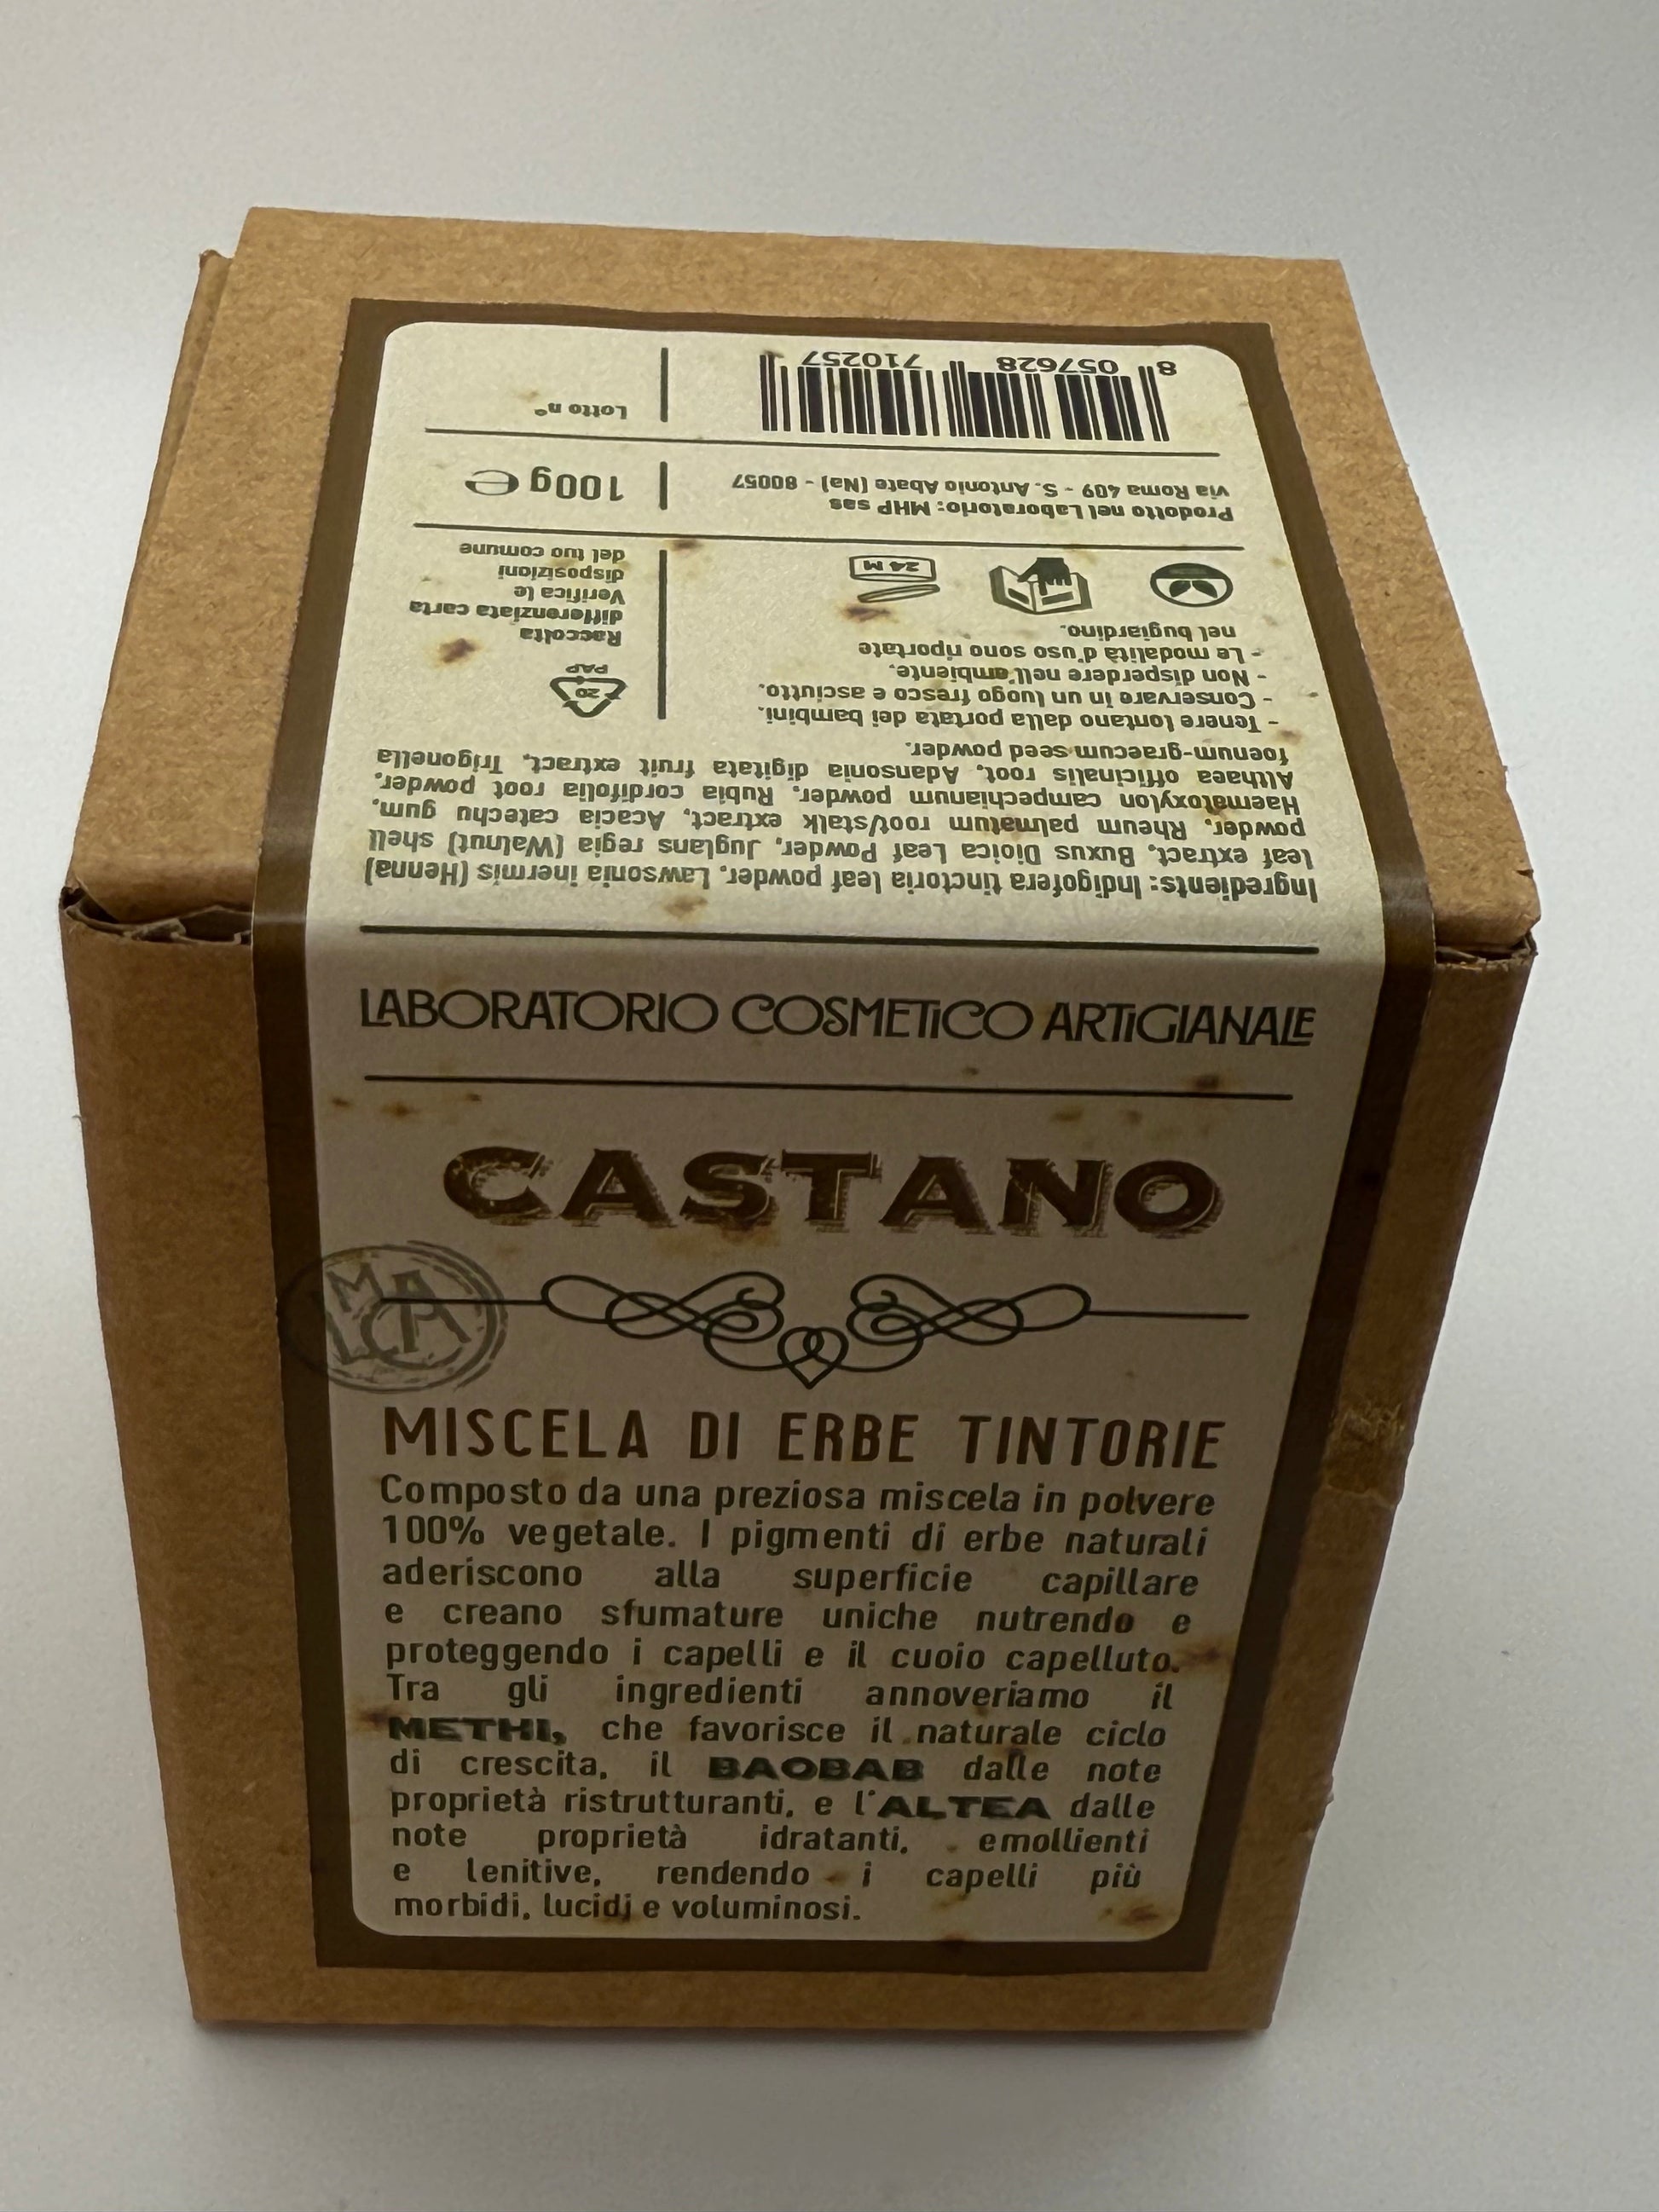 LABORATORIO COSMETICO ARTIGIANALE
CASTANO
MA
LCA
MISCELA DI ERBE TINTORIE
Composto da una preziosa miscela in polvere
100% vegetale. I pigmenti di erbe naturali
aderiscono alla superficie capillare
e creano sfumature uniche nutrendo e
proteggendo i capelli e il cuoio capelluto.
Tra gli ingredienti annoveriamo il
METHI, che favorisce il naturale ciclo
di crescita, il BAOBAB dalle note
proprietà ristrutturanti, e l'ALTEA dalle
note proprietà idratanti, emollienti
e lenitive, rendendo i capelli più
morbidi, lucidi e voluminosi.
Ingredients: Indigofera tinctoria leaf powder, Lawsonia inermis (Henna)
leaf extract, Buxus Dioica Leaf Powder, Juglans regia (Walnut) shell
powder, Rheum palmatum root/stalk extract, Acacia catechu gum,
Haematoxylon campechianum powder, Rubia cordifolia root powder,
Althaea officinalis root, Adansonia digitata fruit extract, Trigonella
foenum-graecum seed powder.
- Tenere lontano dalla portata dei bambini.
- Conservare in un luogo fresco e asciutto.
- Non disperdere nell'ambiente.
- Le modalità d'uso sono riportate
nel bugiardino.
24 M
20
PAP
Raccolta
differenziata carta
Verifica le
disposizioni
del tuo comune
Prodotto nel Laboratorio: MHP sas
via Roma 409 - S. Antonio Abate (Na) - 80057
100g e
8 057628 710257
Lotto n°